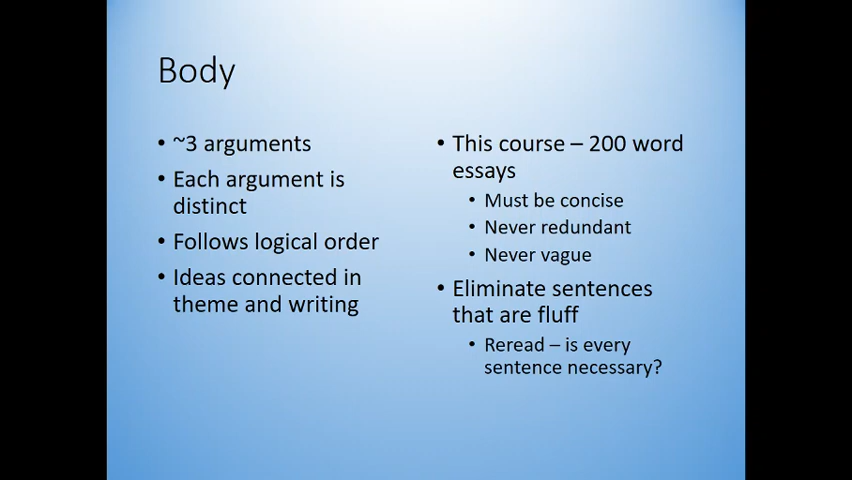 Body
• ~3 arguments
• Each argument is
distinct
• Follows logical order
• Ideas connected in
theme and writing
• This course – 200 word
essays
• Must be concise
• Never redundant
• Never vague
• Eliminate sentences
that are fluff
• Reread – is every
sentence necessary?